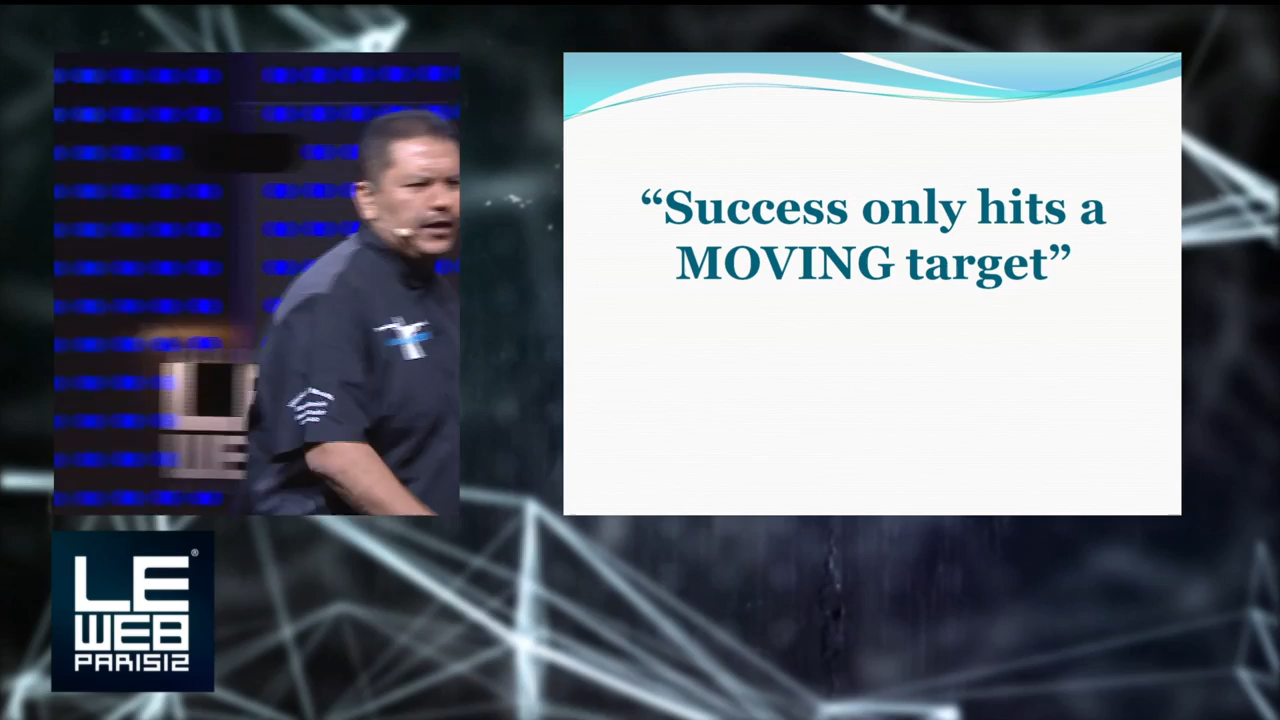 “Success only hits a
MOVING target”
LE
WEB
PARIS12